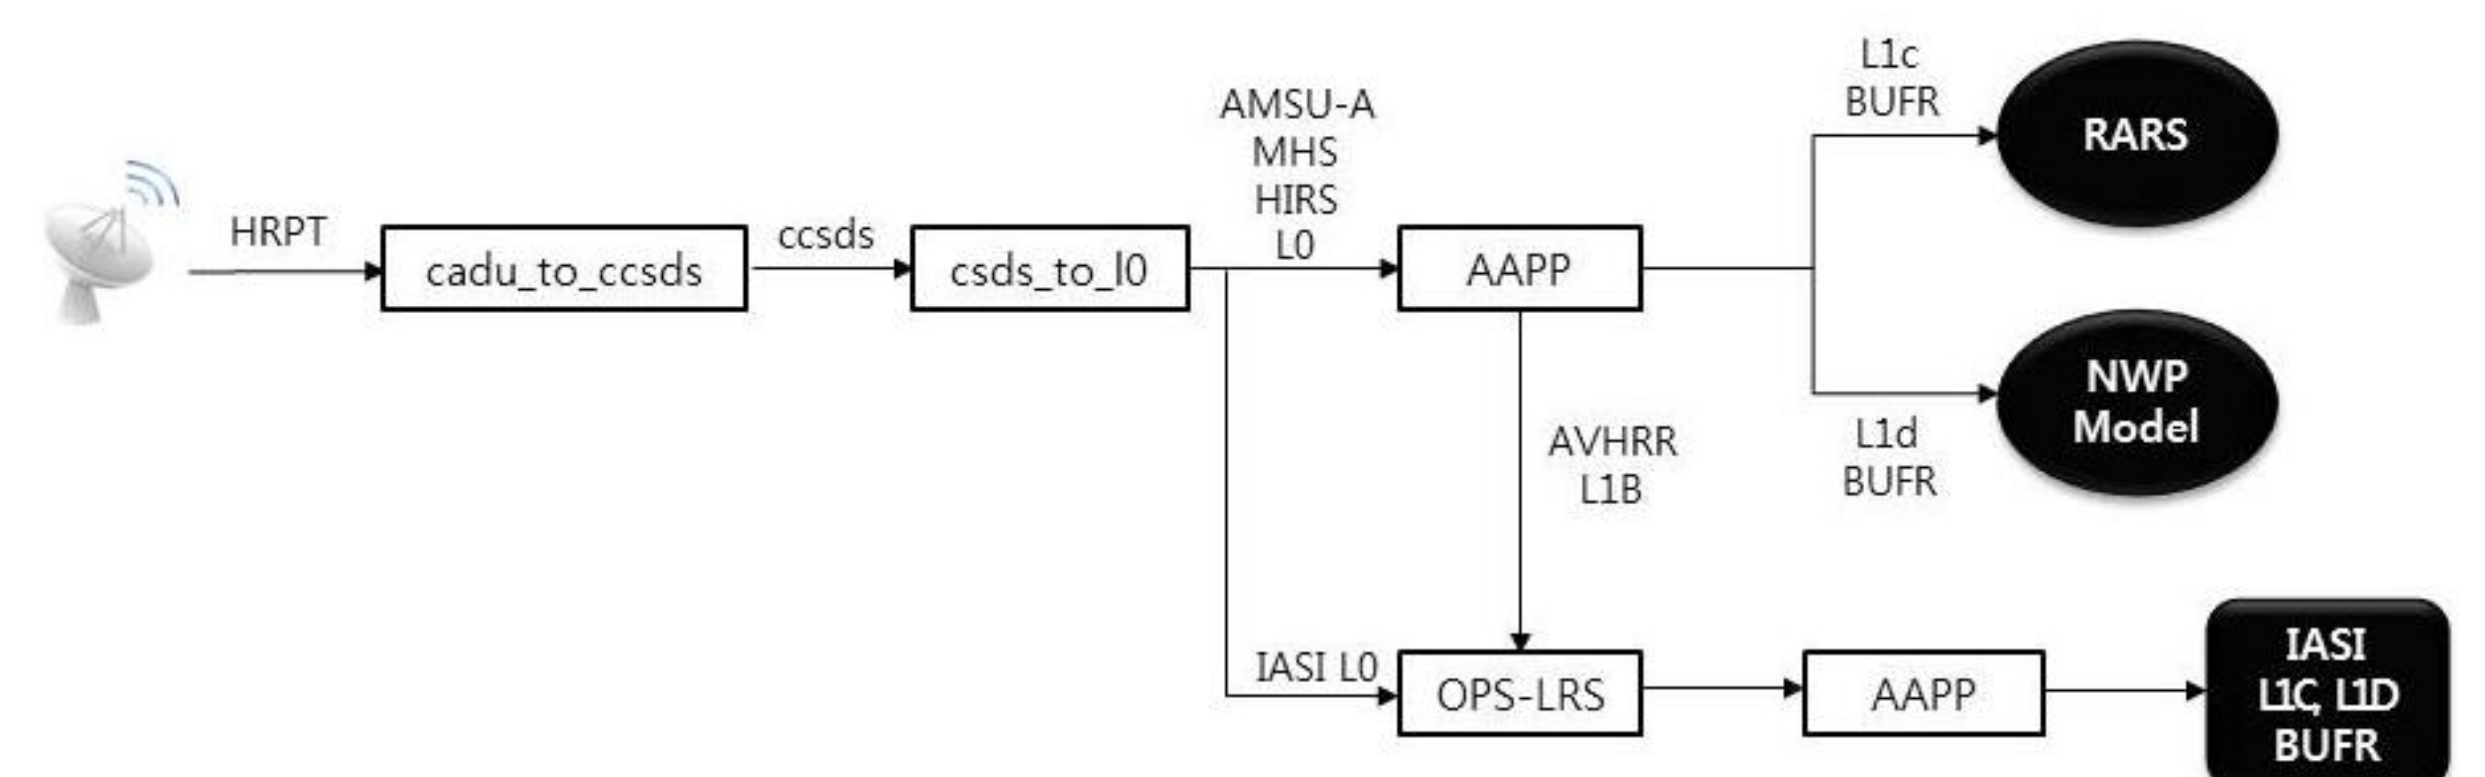 HRPT
cadu_to_ccsds
ccsds
csds_to_l0
AMSU-A
MHS
HIRS
L0
AAPP
L1c
BUFR
RARS
NWP
Model
L1d
BUFR
AVHRR
L1B
IASI L0
OPS-LRS
AAPP
IASI
L1C, L1D
BUFR